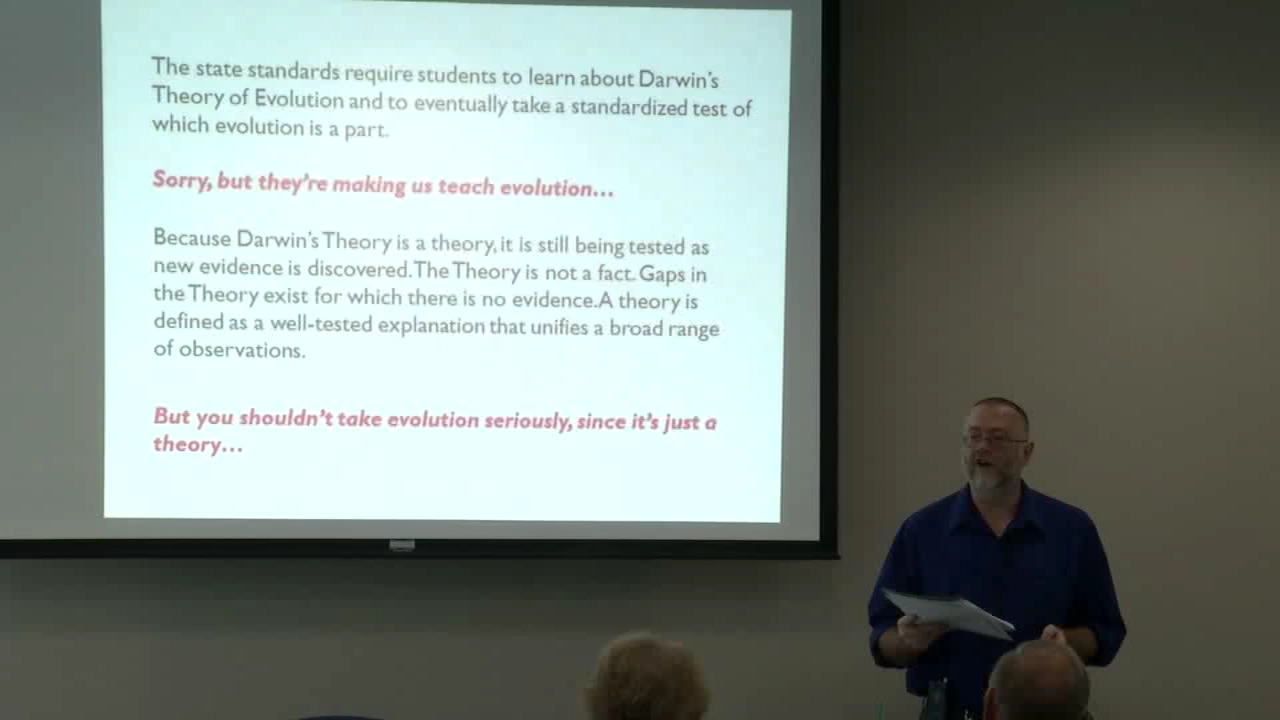 The state standards require students to learn about Darwin's
Theory of Evolution and to eventually take a standardized test of
which evolution is a part.
Sorry, but they're making us teach evolution...
Because Darwin's Theory is a theory, it is still being tested as
new evidence is discovered. The Theory is not a fact. Gaps in
the Theory exist for which there is no evidence. A theory is
defined as a well-tested explanation that unifies a broad range
of observations.
But you shouldn't take evolution seriously, since it's just a
theory...